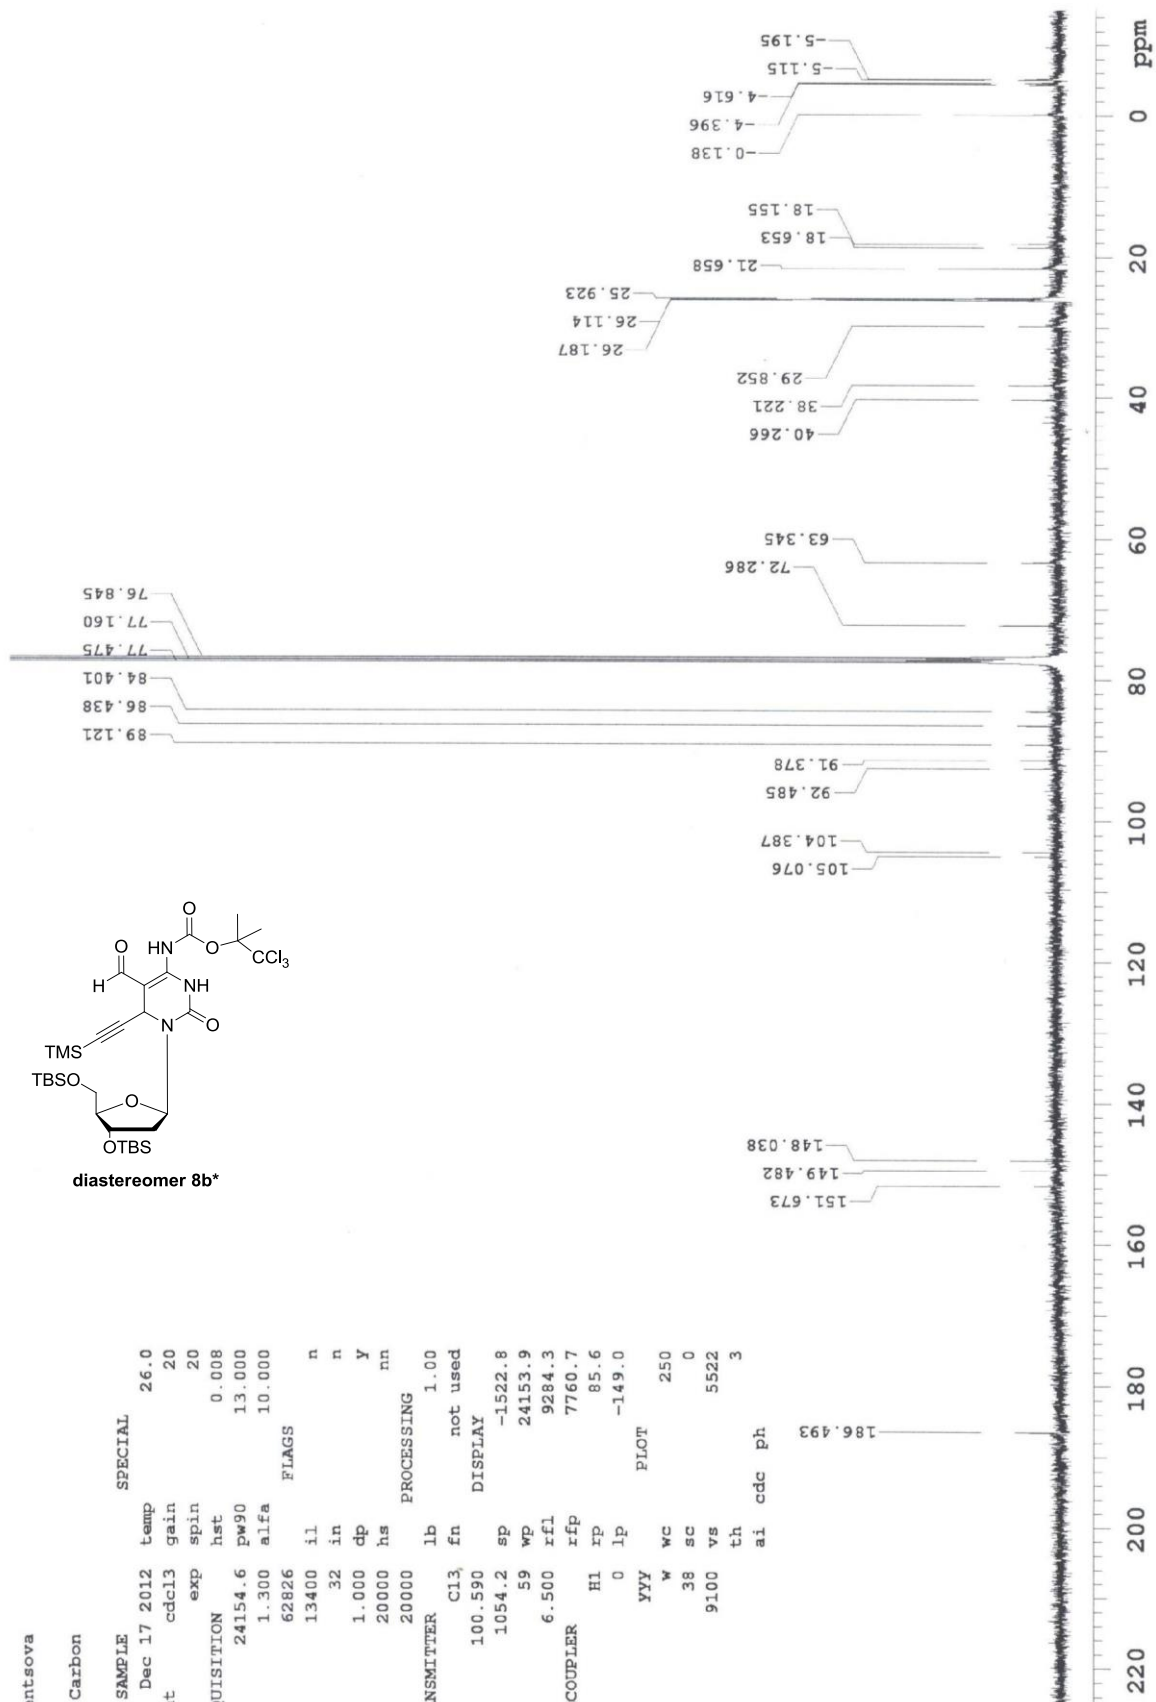 -5.195
-5.115
-4.616
-4.396
-0.138
18.155
18.653
21.658
25.923
26.114
26.187
29.852
38.221
40.266
63.345
72.286
76.845
77.160
77.475
84.401
86.438
89.121
91.378
92.485
104.387
105.076
148.038
149.482
151.673
186.493
ppm
0
20
40
60
80
100
120
140
160
180
200
220
O
HN
O
O
CCl3
H
NH
N
O
TMS
TBSO
O
OTBS
diastereomer 8b*
ntsova
Carbon
SAMPLE SPECIAL
Dec 17 2012 temp 26.0
t cdcl3 gain 20
exp spin 20
QUISITION hst 0.008
24154.6 pw90 13.000
1.300 alfa 10.000
62826 FLAGS
13400 il n
32 in n
1.000 dp y
20000 hs nn
20000 PROCESSING
NSMITTER lb 1.00
C13 fn not used
100.590 DISPLAY
1054.2 sp -1522.8
59 wp 24153.9
6.500 rfl 9284.3
COUPLER rfp 7760.7
H1 rp 85.6
0 lp -149.0
yyy PLOT
w wc 250
38 sc 0
9100 vs 5522
th 3
ai cdc ph